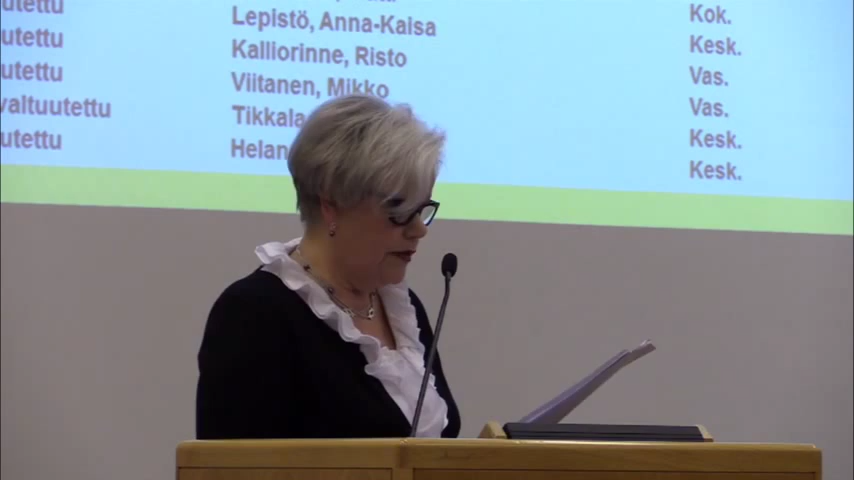 utettu Lepistö, Anna-Kaisa Kok.
utettu Kalliorinne, Risto Kesk.
utettu Viitanen, Mikko Vas.
valtuutettu Tikkala Vas.
utettu Helan Kesk.
Kesk.